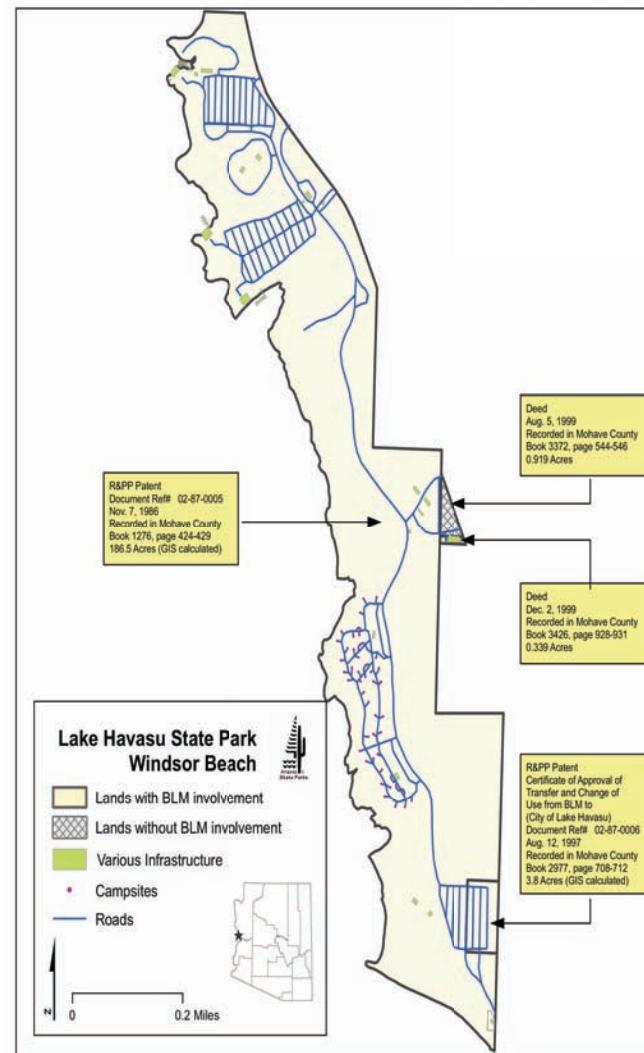 Deed
Aug. 5, 1999
Recorded in Mohave County
Book 3372, page 544-546
0.919 Acres
R&PP Patent
Document Ref# 02-87-0005
Nov. 7, 1986
Recorded in Mohave County
Book 1276, page 424-429
186.5 Acres (GIS calculated)
Deed
Dec. 2, 1999
Recorded in Mohave County
Book 3426, page 928-931
0.339 Acres
R&PP Patent
Certificate of Approval of
Transfer and Change of
Use from BLM to
(City of Lake Havasu)
Document Ref# 02-87-0006
Aug. 12, 1997
Recorded in Mohave County
Book 2977, page 708-712
3.8 Acres (GIS calculated)
Lake Havasu State Park
Windsor Beach
Arizona
State Parks
Lands with BLM involvement
Lands without BLM involvement
Various Infrastructure
Campsites
Roads
N
0
0.2 Miles